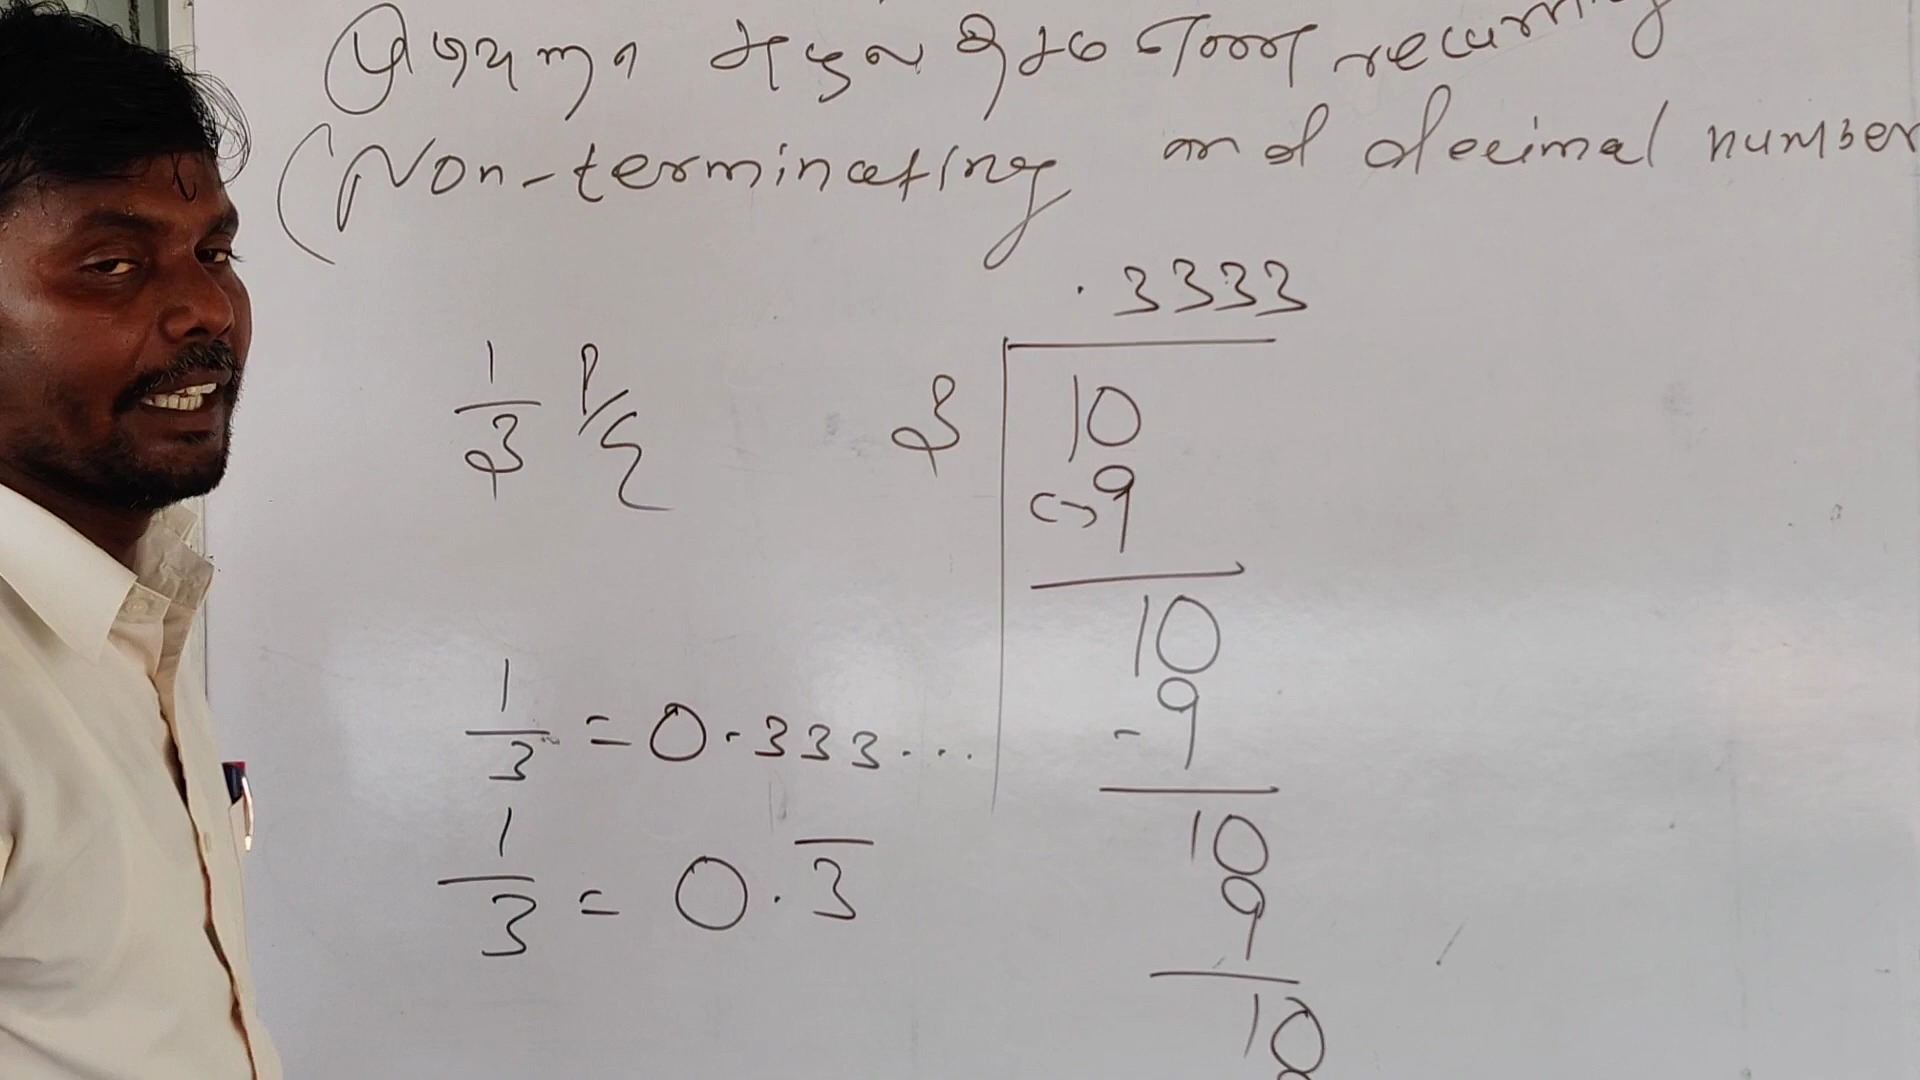 recurring
(Non-terminating and decimal number
.3333
1/3 P/q 3 10
(-)9
10
-9
1/3 = 0.333...
10
9
1/3 = 0.3̅
10